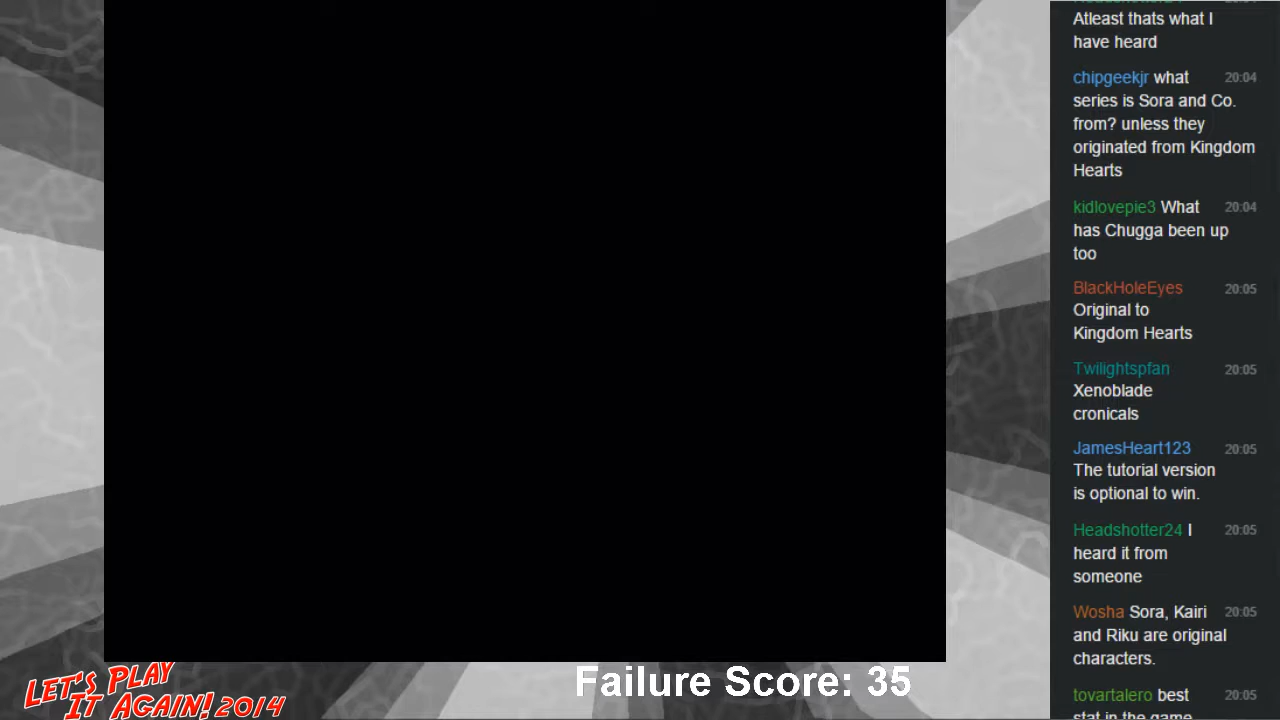 Atleast thats what I
have heard
chipgeekjr what 20:04
series is Sora and Co.
from? unless they
originated from Kingdom
Hearts
kidlovepie3 What 20:04
has Chugga been up
too
BlackHoleEyes 20:05
Original to
Kingdom Hearts
Twilightspfan 20:05
Xenoblade
cronicals
JamesHeart123 20:05
The tutorial version
is optional to win.
Headshotter24 I 20:05
heard it from
someone
Wosha Sora, Kairi 20:05
and Riku are original
characters.
tovartalero best 20:05
stat in the game
Failure Score: 35
LET'S PLAY
IT AGAIN! 2014